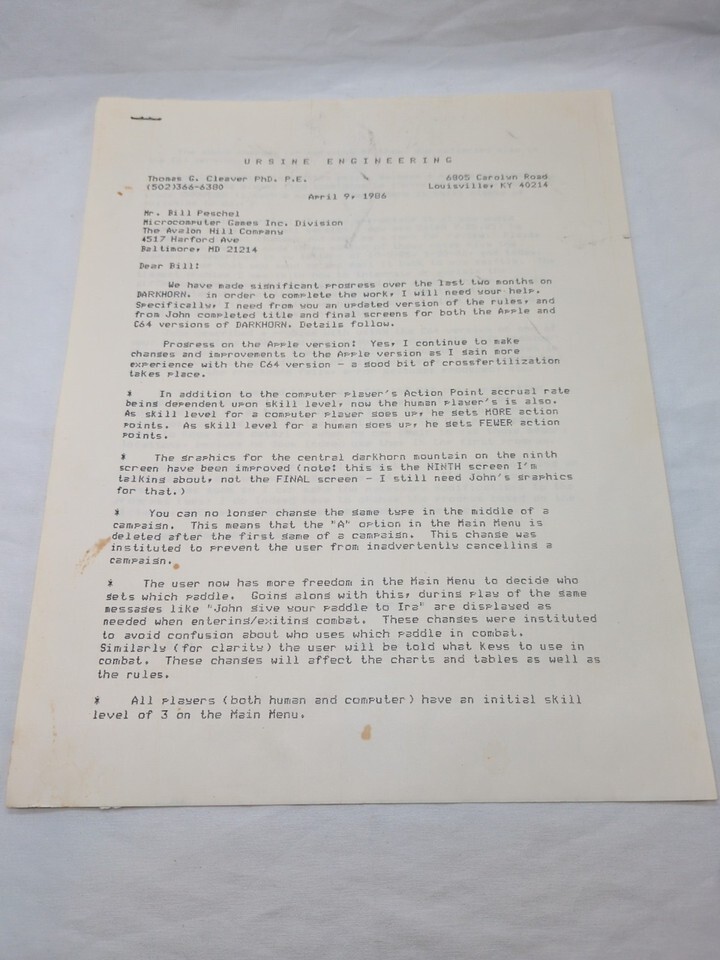 URSINE ENGINEERING
Thomas G. Cleaver PhD. P.E. 6805 Carolyn Road
(502)366-6380 Louisville, KY 40214
April 9, 1986
Mr. Bill Peschel
Microcomputer Games Inc. Division
The Avalon Hill Company
4517 Harford Ave
Baltimore, MD 21214
Dear Bill:
We have made significant progress over the last two months on
DARKHORN. in order to complete the work, I will need your help.
Specifically, I need from you an updated version of the rules, and
from John completed title and final screens for both the Apple and
C64 versions of DARKHORN. Details follow.
Progress on the Apple version: Yes, I continue to make
changes and improvements to the Apple version as I gain more
experience with the C64 version - a good bit of crossfertilization
takes place.
* In addition to the computer player's Action Point accrual rate
being dependent upon skill level, now the human player's is also.
As skill level for a computer player goes up, he gets MORE action
points. As skill level for a human goes up, he gets FEWER action
points.
* The graphics for the central darkhorn mountain on the ninth
screen have been improved (note: this is the NINTH screen I'm
talking about, not the FINAL screen - I still need John's graphics
for that.)
* You can no longer change the game type in the middle of a
campaign. This means that the "A" option in the Main Menu is
deleted after the first game of a campaign. This change was
instituted to prevent the user from inadvertently cancelling a
campaign.
* The user now has more freedom in the Main Menu to decide who
gets which paddle. Going along with this, during play of the game
messages like "John give your paddle to Ira" are displayed as
needed when entering/exiting combat. These changes were instituted
to avoid confusion about who uses which paddle in combat.
Similarly (for clarity) the user will be told what keys to use in
combat. These changes will affect the charts and tables as well as
the rules.
* All players (both human and computer) have an initial skill
level of 3 on the Main Menu.